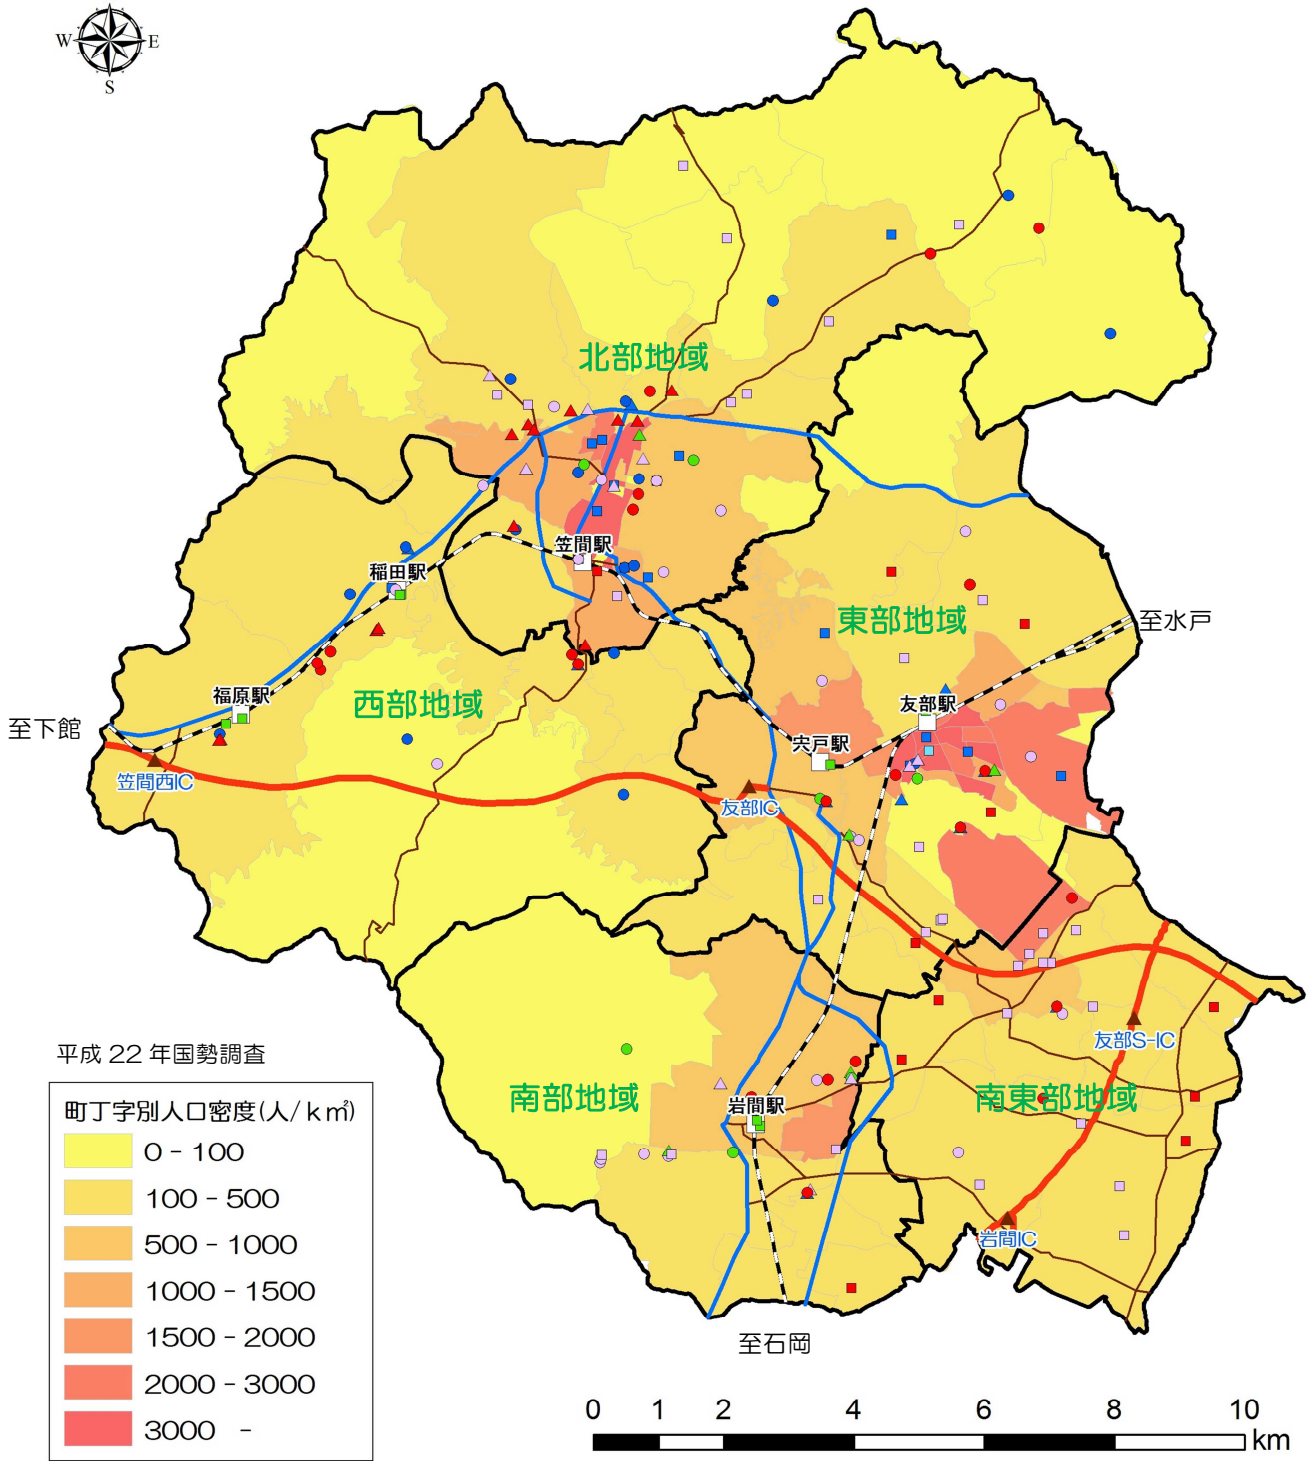 W E
S
北部地域
笠間駅
稲田駅
東部地域
至水戸
福原駅
西部地域
友部駅
至下館
宍戸駅
笠間西IC
友部IC
友部S-IC
平成22年国勢調査
南部地域
岩間駅
南東部地域
町丁字別人口密度(人/k㎡)
0 - 100
100 - 500
500 - 1000
1000 - 1500
1500 - 2000
2000 - 3000
3000 -
岩間IC
至石岡
0 1 2 4 6 8 10
km